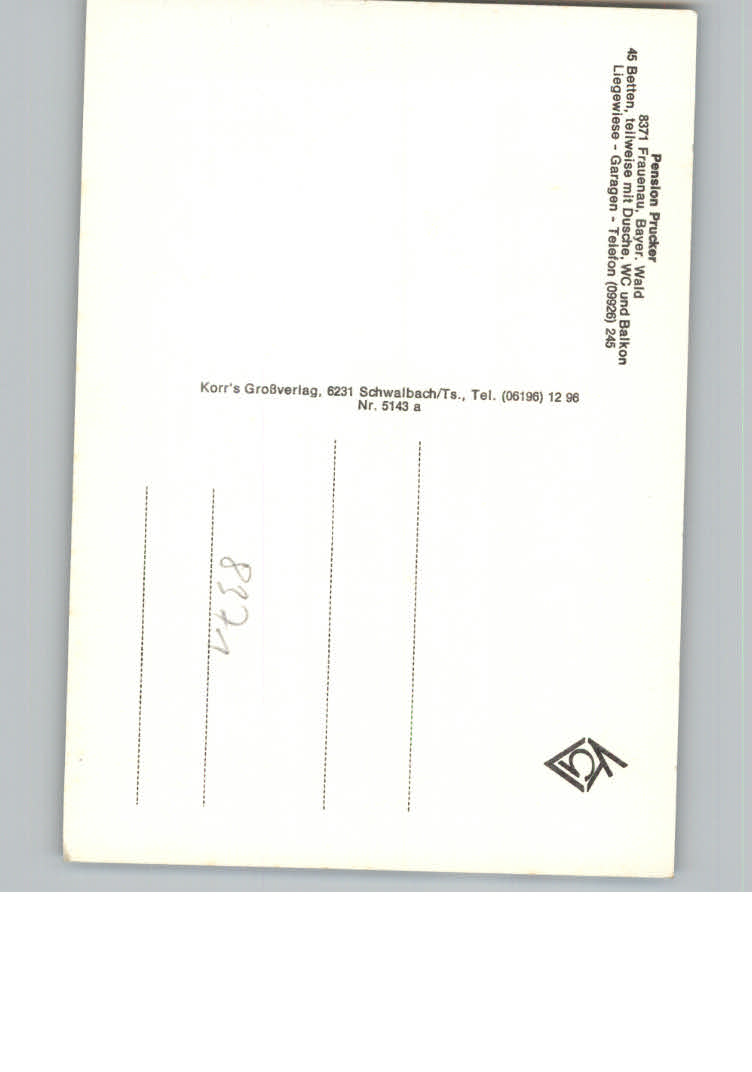 Pension Prucker
8371 Frauenau, Bayer. Wald
45 Betten, teilweise mit Dusche, WC und Balkon
Liegewiese - Garagen - Telefon (09926) 245
Korr's Großverlag, 6231 Schwalbach/Ts., Tel. (06196) 12 96
Nr. 5143 a
8371